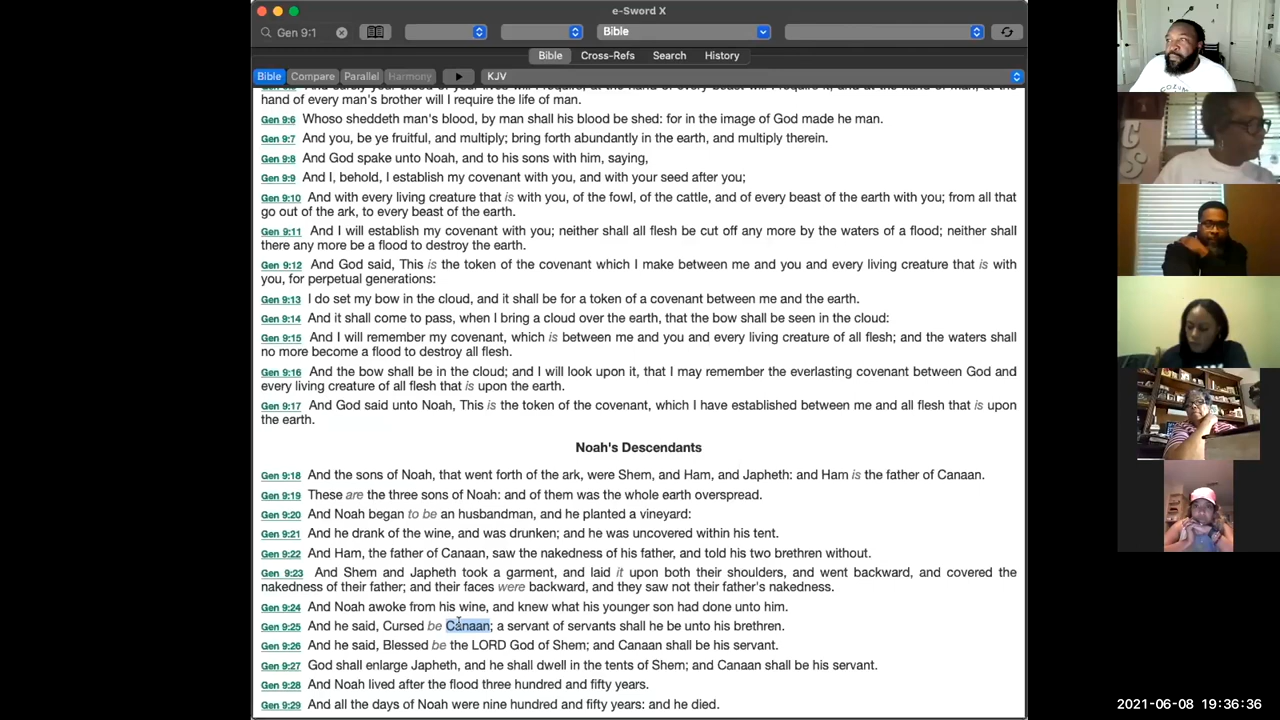 e-Sword X
Gen 9:1
Bible
Bible Cross-Refs Search History
Bible Compare Parallel Harmony KJV
hand of every man's brother will I require the life of man.
Gen 9:6 Whoso sheddeth man's blood, by man shall his blood be shed: for in the image of God made he man.
Gen 9:7 And you, be ye fruitful, and multiply; bring forth abundantly in the earth, and multiply therein.
Gen 9:8 And God spake unto Noah, and to his sons with him, saying,
Gen 9:9 And I, behold, I establish my covenant with you, and with your seed after you;
Gen 9:10 And with every living creature that is with you, of the fowl, of the cattle, and of every beast of the earth with you; from all that
go out of the ark, to every beast of the earth.
Gen 9:11 And I will establish my covenant with you; neither shall all flesh be cut off any more by the waters of a flood; neither shall
there any more be a flood to destroy the earth.
Gen 9:12 And God said, This is the token of the covenant which I make between me and you and every living creature that is with
you, for perpetual generations:
Gen 9:13 I do set my bow in the cloud, and it shall be for a token of a covenant between me and the earth.
Gen 9:14 And it shall come to pass, when I bring a cloud over the earth, that the bow shall be seen in the cloud:
Gen 9:15 And I will remember my covenant, which is between me and you and every living creature of all flesh; and the waters shall
no more become a flood to destroy all flesh.
Gen 9:16 And the bow shall be in the cloud; and I will look upon it, that I may remember the everlasting covenant between God and
every living creature of all flesh that is upon the earth.
Gen 9:17 And God said unto Noah, This is the token of the covenant, which I have established between me and all flesh that is upon
the earth.
Noah's Descendants
Gen 9:18 And the sons of Noah, that went forth of the ark, were Shem, and Ham, and Japheth: and Ham is the father of Canaan.
Gen 9:19 These are the three sons of Noah: and of them was the whole earth overspread.
Gen 9:20 And Noah began to be an husbandman, and he planted a vineyard:
Gen 9:21 And he drank of the wine, and was drunken; and he was uncovered within his tent.
Gen 9:22 And Ham, the father of Canaan, saw the nakedness of his father, and told his two brethren without.
Gen 9:23 And Shem and Japheth took a garment, and laid it upon both their shoulders, and went backward, and covered the
nakedness of their father; and their faces were backward, and they saw not their father's nakedness.
Gen 9:24 And Noah awoke from his wine, and knew what his younger son had done unto him.
Gen 9:25 And he said, Cursed be Canaan; a servant of servants shall he be unto his brethren.
Gen 9:26 And he said, Blessed be the LORD God of Shem; and Canaan shall be his servant.
Gen 9:27 God shall enlarge Japheth, and he shall dwell in the tents of Shem; and Canaan shall be his servant.
Gen 9:28 And Noah lived after the flood three hundred and fifty years.
Gen 9:29 And all the days of Noah were nine hundred and fifty years: and he died.
2021-06-08 19:36:36